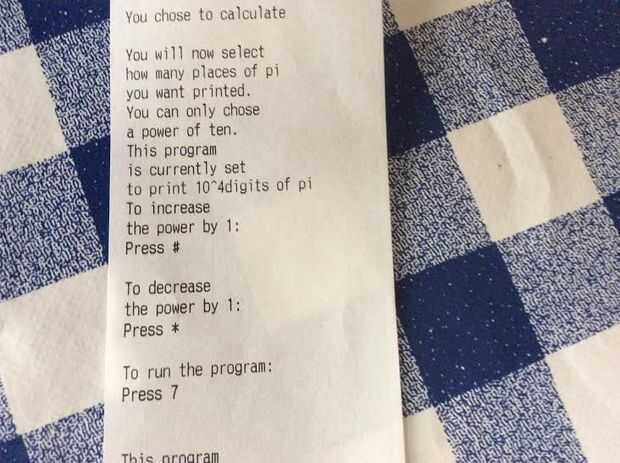 You chose to calculate
You will now select
how many places of pi
you want printed.
You can only chose
a power of ten.
This program
is currently set
to print 10^4digits of pi
To increase
the power by 1:
Press #
To decrease
the power by 1:
Press *
To run the program:
Press 7
This program